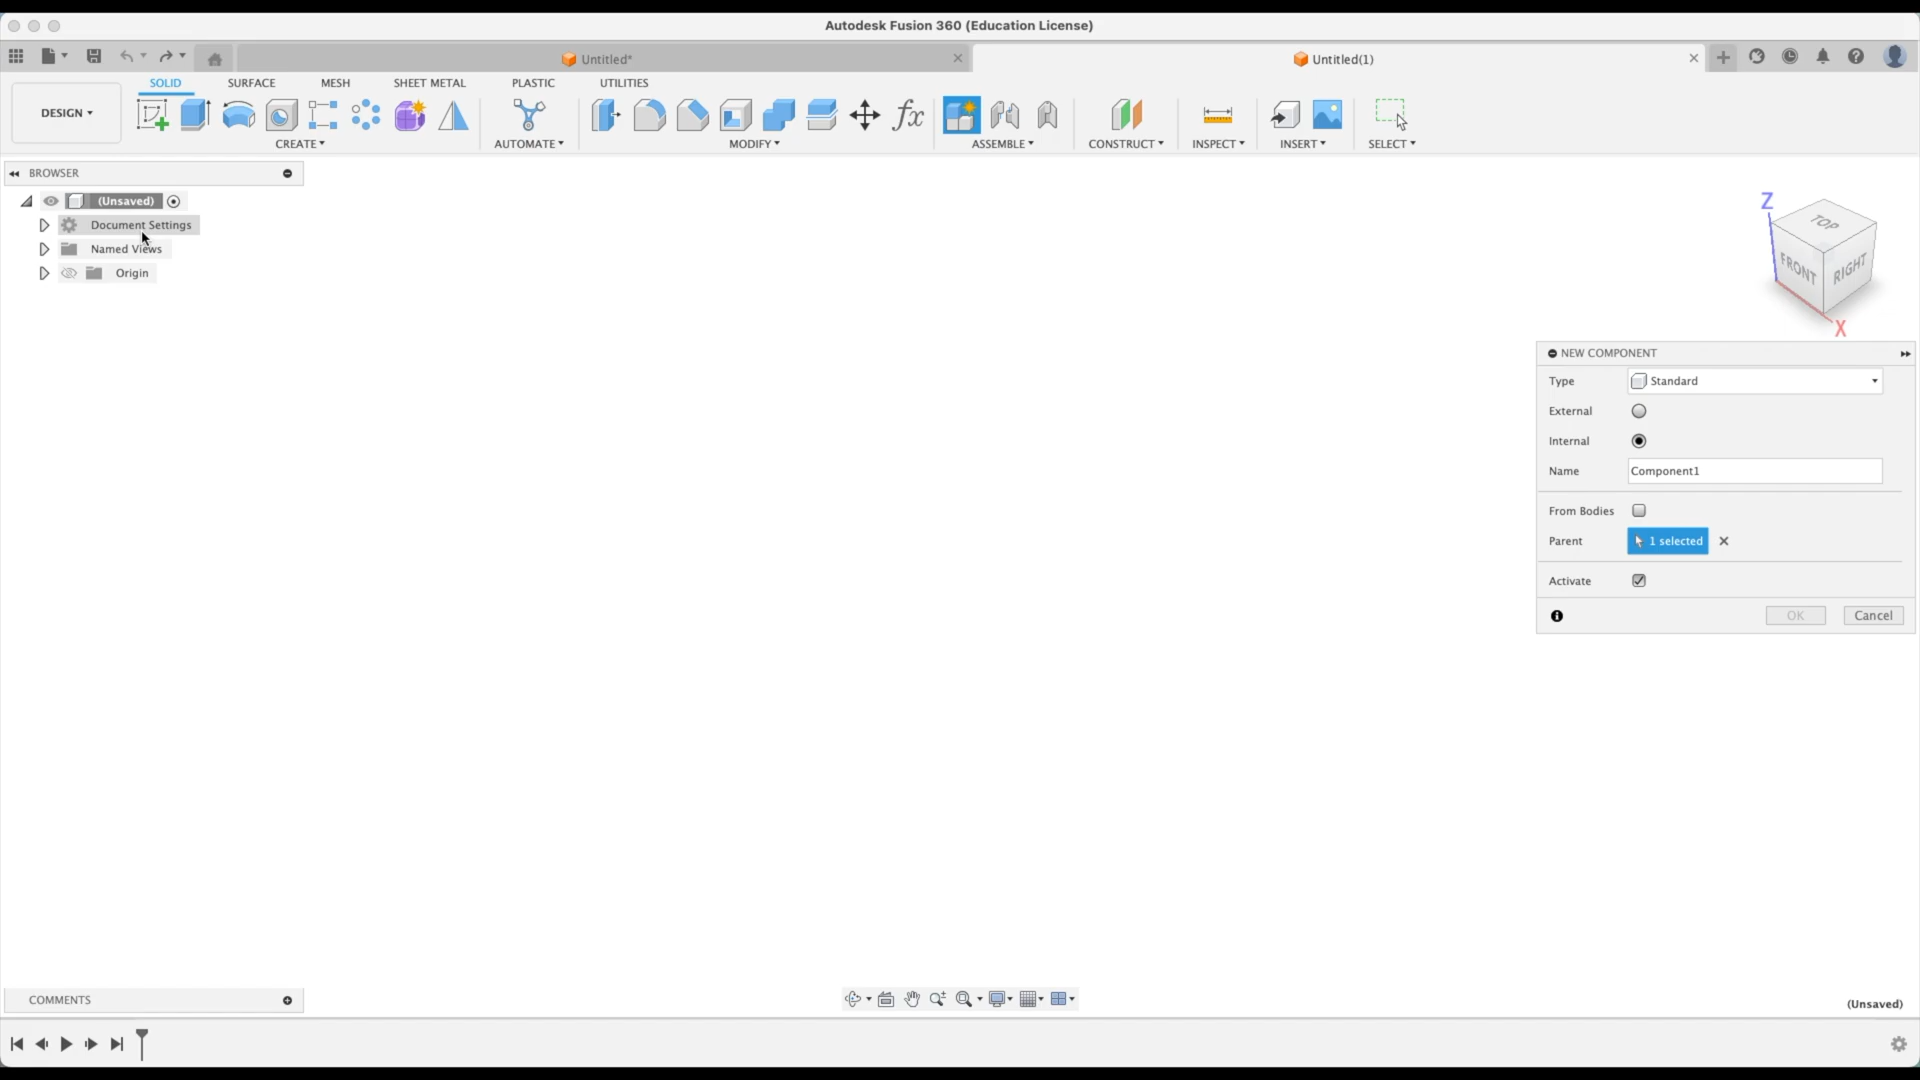 Autodesk Fusion 360 (Education License)
Untitled*
Untitled(1)
SOLID SURFACE MESH SHEET METAL PLASTIC UTILITIES
DESIGN
fx
CREATE AUTOMATE MODIFY ASSEMBLE CONSTRUCT INSPECT INSERT SELECT
BROWSER
(Unsaved)
Document Settings
Named Views
Origin
Z
TOP
FRONT
RIGHT
X
NEW COMPONENT
Type Standard
External
Internal
Name Component1
From Bodies
Parent 1 selected
Activate
OK Cancel
COMMENTS
(Unsaved)